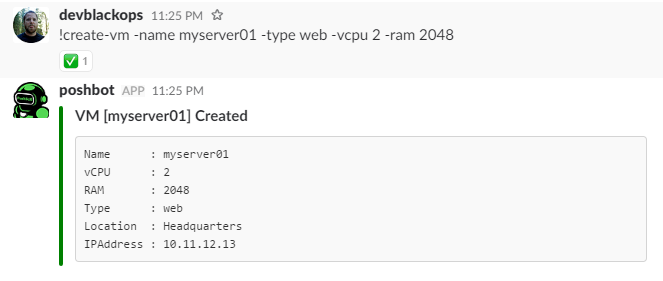 devblackops 11:25 PM
!create-vm -name myserver01 -type web -vcpu 2 -ram 2048
1
poshbot APP 11:25 PM
VM [myserver01] Created
Name      : myserver01
vCPU      : 2
RAM       : 2048
Type      : web
Location  : Headquarters
IPAddress : 10.11.12.13